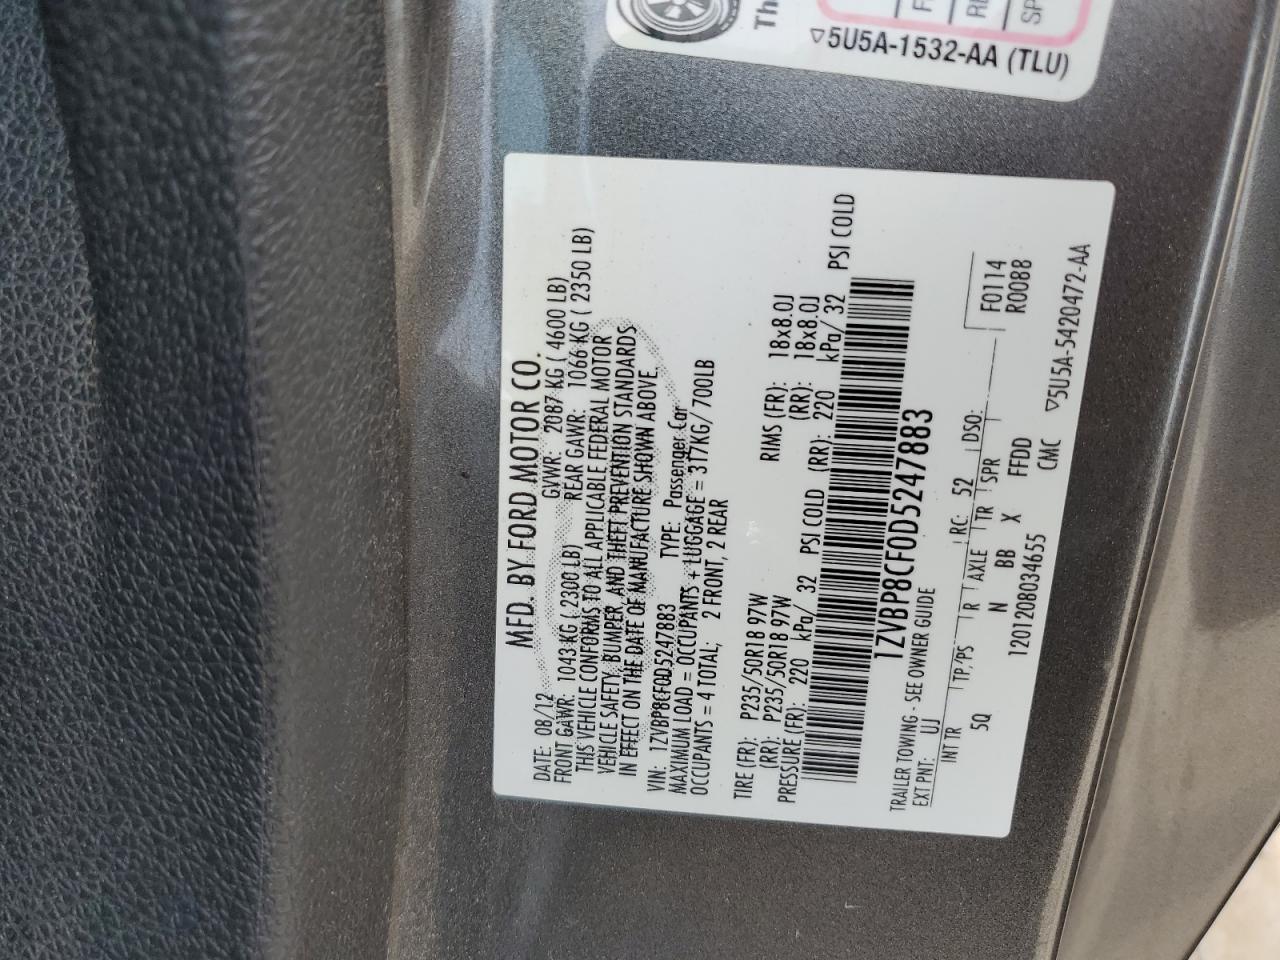 MFD. BY FORD MOTOR CO.
DATE: 08/12 GVWR: 2087 KG ( 4600 LB)
FRONT GAWR: 1043 KG ( 2300 LB) REAR GAWR: 1066 KG ( 2350 LB)
THIS VEHICLE CONFORMS TO ALL APPLICABLE FEDERAL MOTOR
VEHICLE SAFETY, BUMPER, AND THEFT PREVENTION STANDARDS
IN EFFECT ON THE DATE OF MANUFACTURE SHOWN ABOVE.
VIN: 1ZVBP8CF0D5247883 TYPE: Passenger Car
MAXIMUM LOAD = OCCUPANTS + LUGGAGE = 317KG/ 700LB
OCCUPANTS = 4 TOTAL; 2 FRONT, 2 REAR
TIRE (FR): P235/50R18 97W RIMS (FR): 18x8.0J
(RR): P235/50R18 97W (RR): 18x8.0J
PRESSURE (FR): 220 kPa/ 32 PSI COLD (RR): 220 kPa/ 32 PSI COLD
1ZVBP8CF0D5247883
TRAILER TOWING - SEE OWNER GUIDE
EXT PNT: UJ RC: 52 DSO:
INT TR TP/PS R AXLE TR SPR F0114
5Q N BB X FFDD R0088
1201208034655 CMC
▽5U5A-5420472-AA
Th
▽5U5A-1532-AA (TLU)